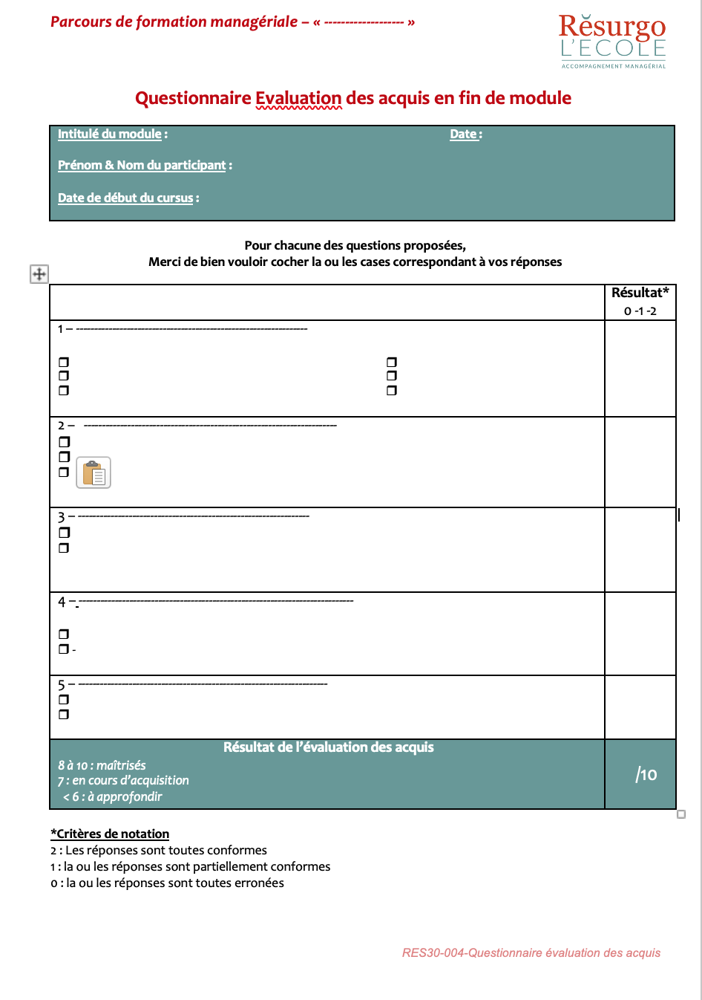 Parcours de formation managériale – « ------------------- »
Résurgo
L'ECOLE
ACCOMPAGNEMENT MANAGÉRIAL
Questionnaire Evaluation des acquis en fin de module
Intitulé du module : Date :
Prénom & Nom du participant :
Date de début du cursus :
Pour chacune des questions proposées,
Merci de bien vouloir cocher la ou les cases correspondant à vos réponses
Résultat*
0 -1 -2
1 – ----------------------------------------------------------------
❒ ❒
❒ ❒
❒ ❒
2 – ----------------------------------------------------------------------
❒
❒
❒
3 – ----------------------------------------------------------------
❒
❒
4 – ----------------------------------------------------------------------------
❒
❒ -
5 – ---------------------------------------------------------------------
❒
❒
Résultat de l’évaluation des acquis
8 à 10 : maîtrisés
7 : en cours d’acquisition
< 6 : à approfondir
/10
*Critères de notation
2 : Les réponses sont toutes conformes
1 : la ou les réponses sont partiellement conformes
0 : la ou les réponses sont toutes erronées
RES30-004-Questionnaire évaluation des acquis